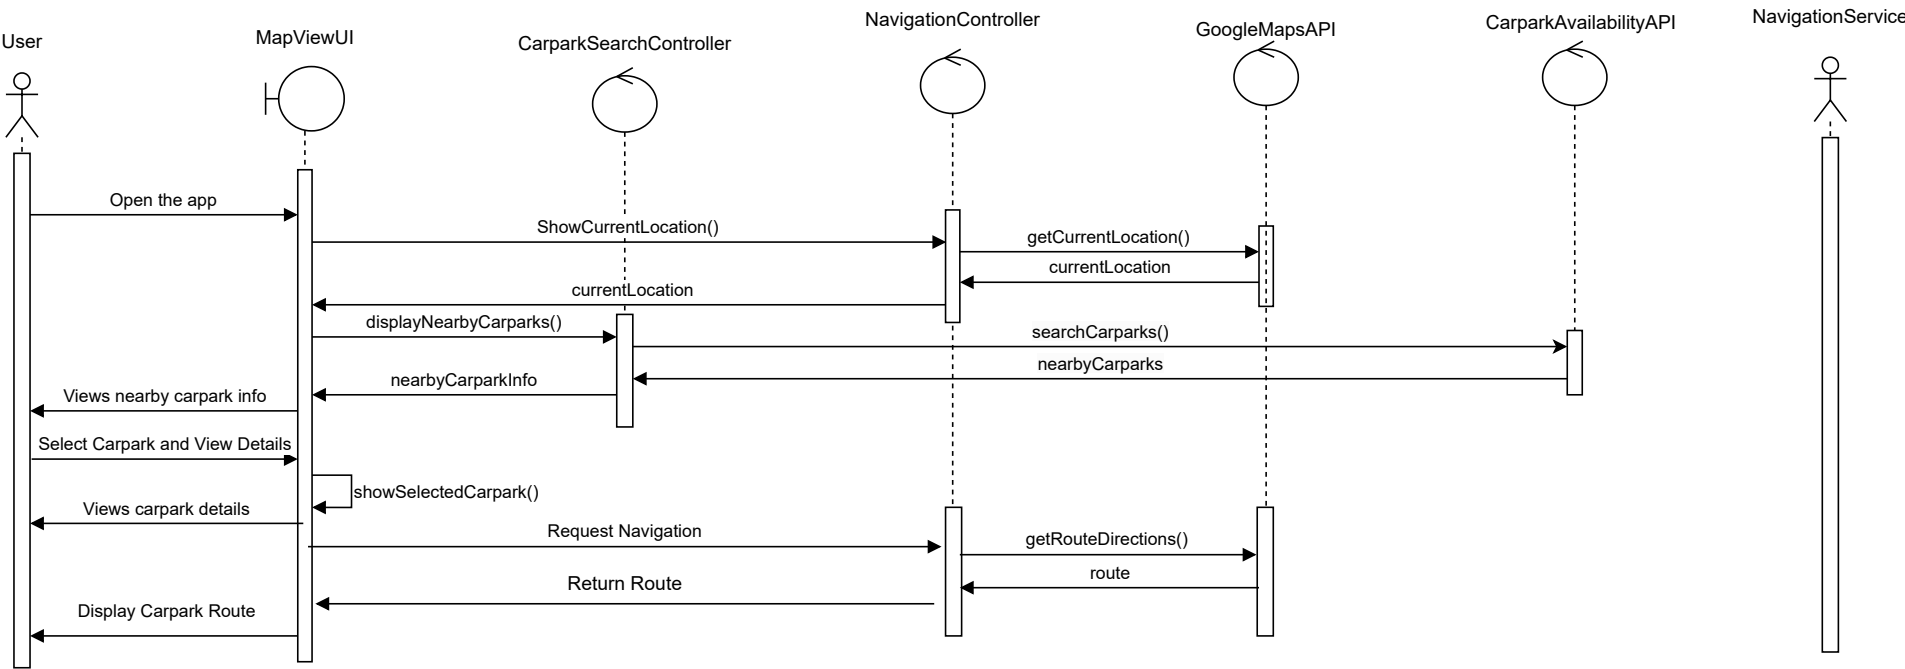 User
MapViewUI
CarparkSearchController
NavigationController
GoogleMapsAPI
CarparkAvailabilityAPI
NavigationService
Open the app
ShowCurrentLocation()
getCurrentLocation()
currentLocation
currentLocation
displayNearbyCarparks()
searchCarparks()
nearbyCarparks
nearbyCarparkInfo
Views nearby carpark info
Select Carpark and View Details
showSelectedCarpark()
Views carpark details
Request Navigation
getRouteDirections()
route
Return Route
Display Carpark Route